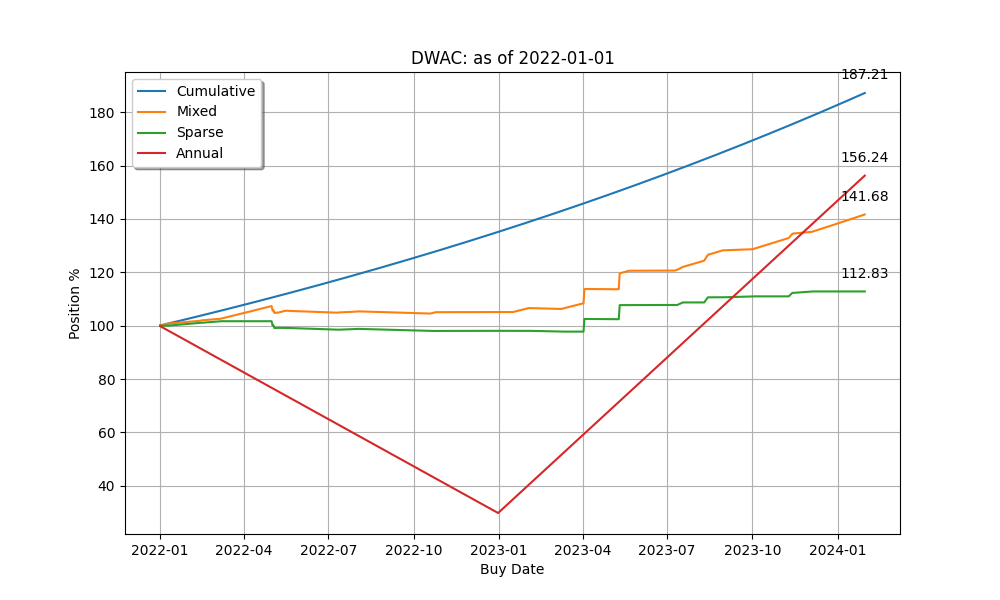 DWAC: as of 2022-01-01
Cumulative
Mixed
Sparse
Annual
187.21
156.24
141.68
112.83
180
160
140
120
100
80
60
40
Position %
2022-01 2022-04 2022-07 2022-10 2023-01 2023-04 2023-07 2023-10 2024-01
Buy Date